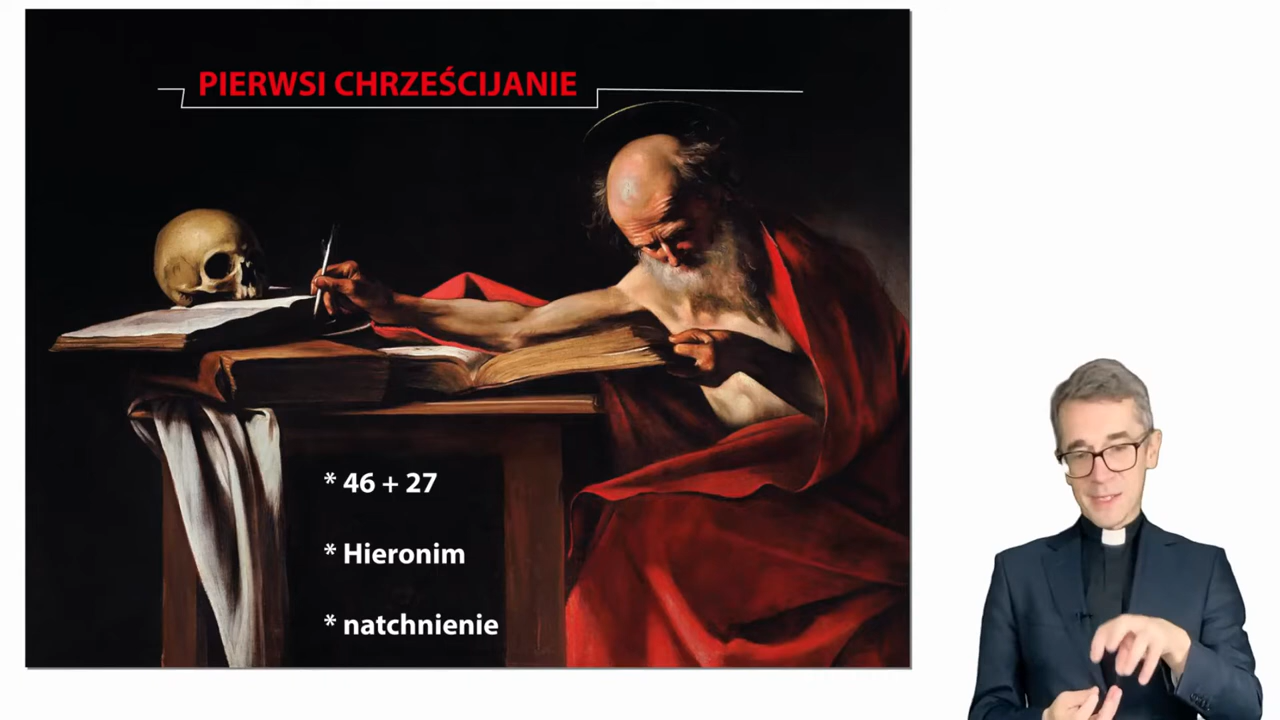 PIERWSI CHRZEŚCIJANIE
* 46 + 27
* Hieronim
* natchnienie